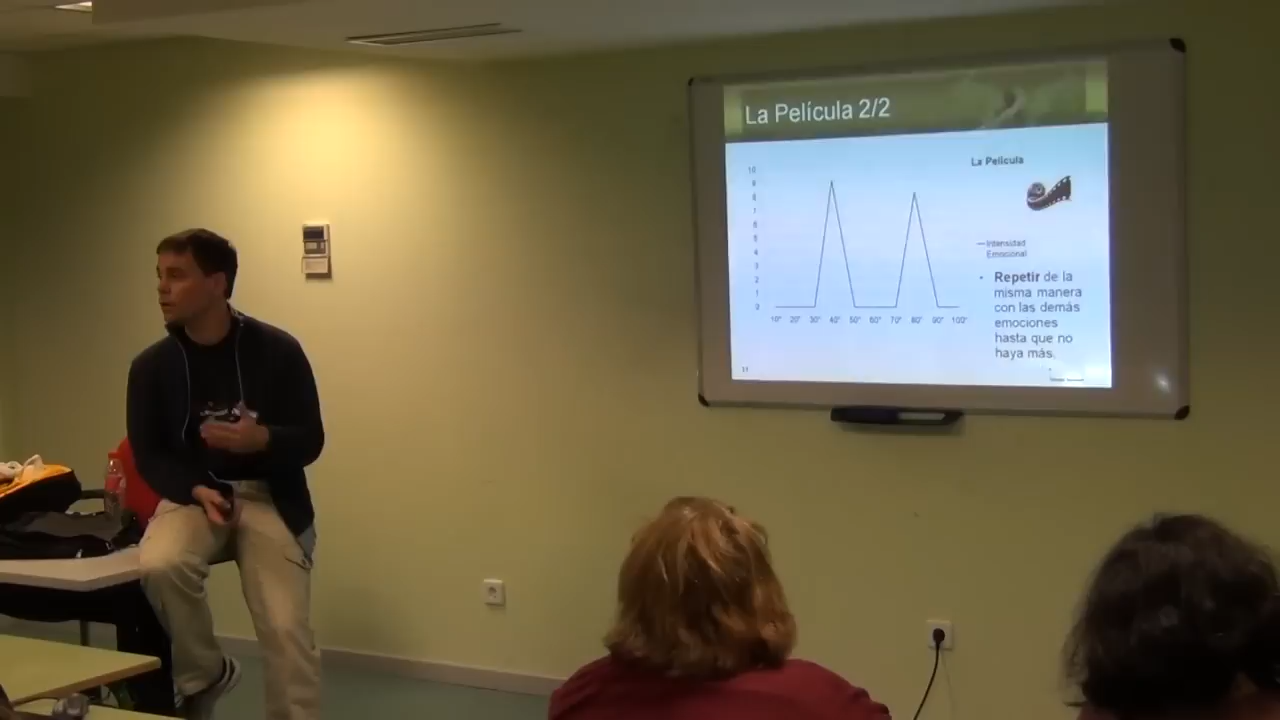 La Película 2/2
La Película
10
9
8
7
6
5
4
3
2
1
0
10" 20" 30" 40" 50" 60" 70" 80" 90" 100"
Intensidad
Emocional
• Repetir de la
misma manera
con las demás
emociones
hasta que no
haya más.